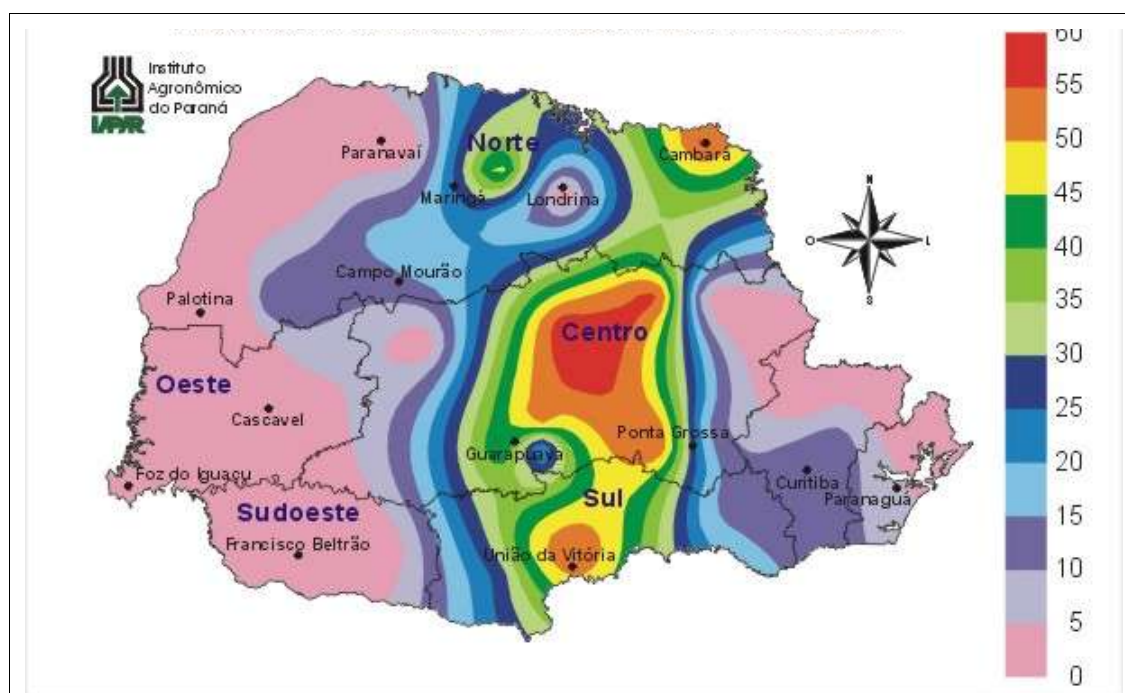 Instituto
Agronômico
do Paraná
IAPAR
Norte
Paranavaí
Cambará
Maringá
Londrina
N
O
L
S
Campo Mourão
Palotina
Centro
Oeste
Cascavel
Ponta Grossa
Guarapuava
Foz do Iguaçu
Curitiba
Paranaguá
Sul
Sudoeste
Francisco Beltrão
União da Vitória
60
55
50
45
40
35
30
25
20
15
10
5
0